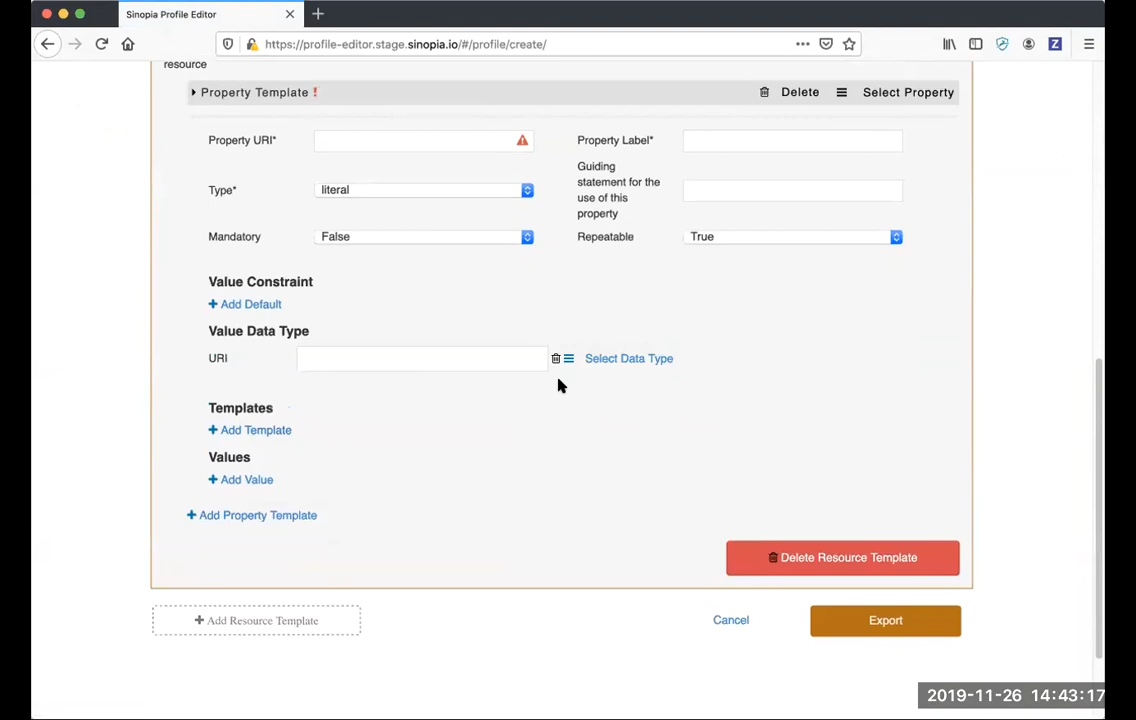 Sinopia Profile Editor
https://profile-editor.stage.sinopia.io/#/profile/create/
resource
Property Template ! Delete Select Property
Property URI* Property Label*
Type* literal Guiding statement for the use of this property
Mandatory False Repeatable True
Value Constraint
+ Add Default
Value Data Type
URI Select Data Type
Templates
+ Add Template
Values
+ Add Value
+ Add Property Template
Delete Resource Template
+ Add Resource Template Cancel Export
2019-11-26 14:43:17